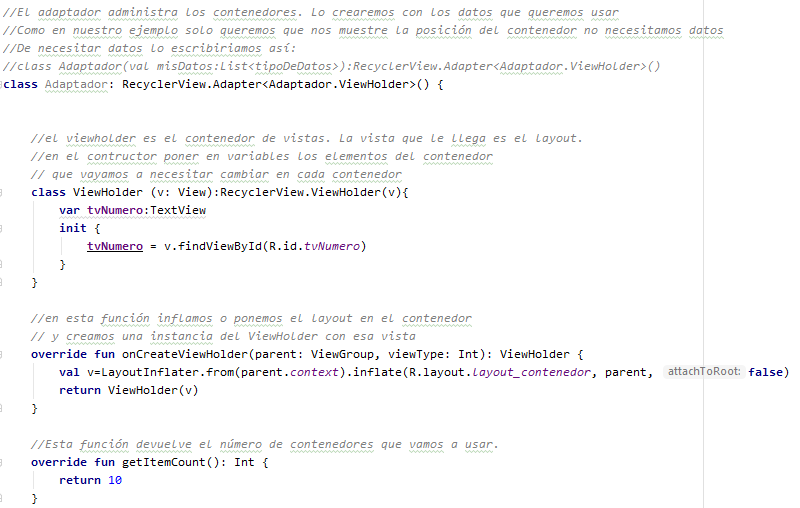 //El adaptador administra los contenedores. Lo crearemos con los datos que queremos usar
//Como en nuestro ejemplo solo queremos que nos muestre la posición del contenedor no necesitamos datos
//De necesitar datos lo escribiriamos así:
//class Adaptador(val misDatos:List<tipoDeDatos>):RecyclerView.Adapter<Adaptador.ViewHolder>()
class Adaptador: RecyclerView.Adapter<Adaptador.ViewHolder>() {
//el viewholder es el contenedor de vistas. La vista que le llega es el layout.
//en el contructor poner en variables los elementos del contenedor
// que vayamos a necesitar cambiar en cada contenedor
class ViewHolder (v: View):RecyclerView.ViewHolder(v){
var tvNumero:TextView
init {
tvNumero = v.findViewById(R.id.tvNumero)
}
}
//en esta función inflamos o ponemos el layout en el contenedor
// y creamos una instancia del ViewHolder con esa vista
override fun onCreateViewHolder(parent: ViewGroup, viewType: Int): ViewHolder {
val v=LayoutInflater.from(parent.context).inflate(R.layout.layout_contenedor, parent, attachToRoot: false)
return ViewHolder(v)
}
//Esta función devuelve el número de contenedores que vamos a usar.
override fun getItemCount(): Int {
return 10
}